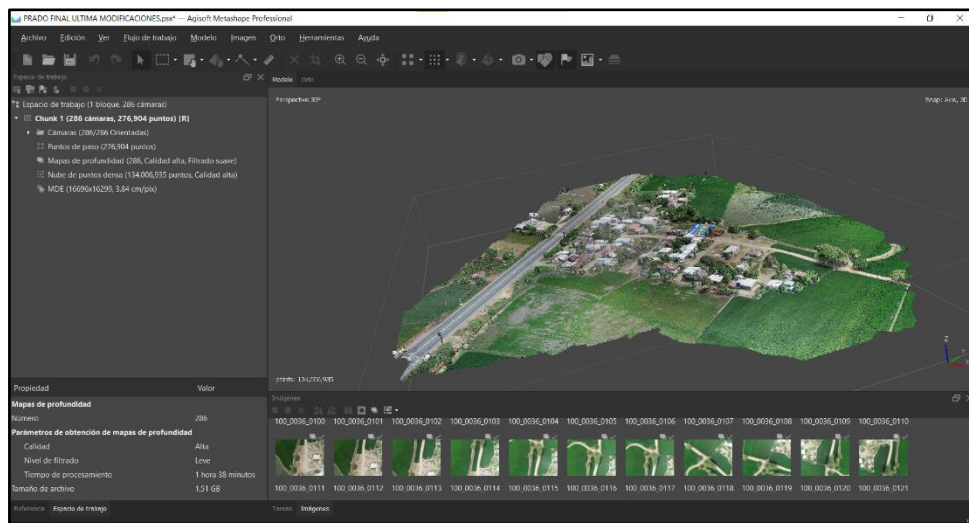 PRADO FINAL ULTIMA MODIFICACIONES.psx* — Agisoft Metashape Professional
Archivo Edición Ver Flujo de trabajo Modelo Imagen Orto Herramientas Ayuda
Espacio de trabajo
Modelo Orto
Espacio de trabajo (1 bloque, 286 cámaras)
Chunk 1 (286 cámaras, 276,904 puntos) [R]
Cámaras (286/286 Orientadas)
Puntos de paso (276,904 puntos)
Mapas de profundidad (286, Calidad alta, Filtrado suave)
Nube de puntos densa (134,006,935 puntos, Calidad alta)
MDE (16696x16299, 3.84 cm/pix)
Perspectiva 30°
Snap: Axis, 3D
Z
Y
X
points: 134,006,935
Propiedad Valor
Mapas de profundidad
Número 286
Parámetros de obtención de mapas de profundidad
Calidad Alta
Nivel de filtrado Leve
Tiempo de procesamiento 1 hora 38 minutos
Tamaño de archivo 1.51 GB
Referencia Espacio de trabajo
Imágenes
100_0036_0100 100_0036_0101 100_0036_0102 100_0036_0103 100_0036_0104 100_0036_0105 100_0036_0106 100_0036_0107 100_0036_0108 100_0036_0109 100_0036_0110
100_0036_0111 100_0036_0112 100_0036_0113 100_0036_0114 100_0036_0115 100_0036_0116 100_0036_0117 100_0036_0118 100_0036_0119 100_0036_0120 100_0036_0121
Tareas Imágenes